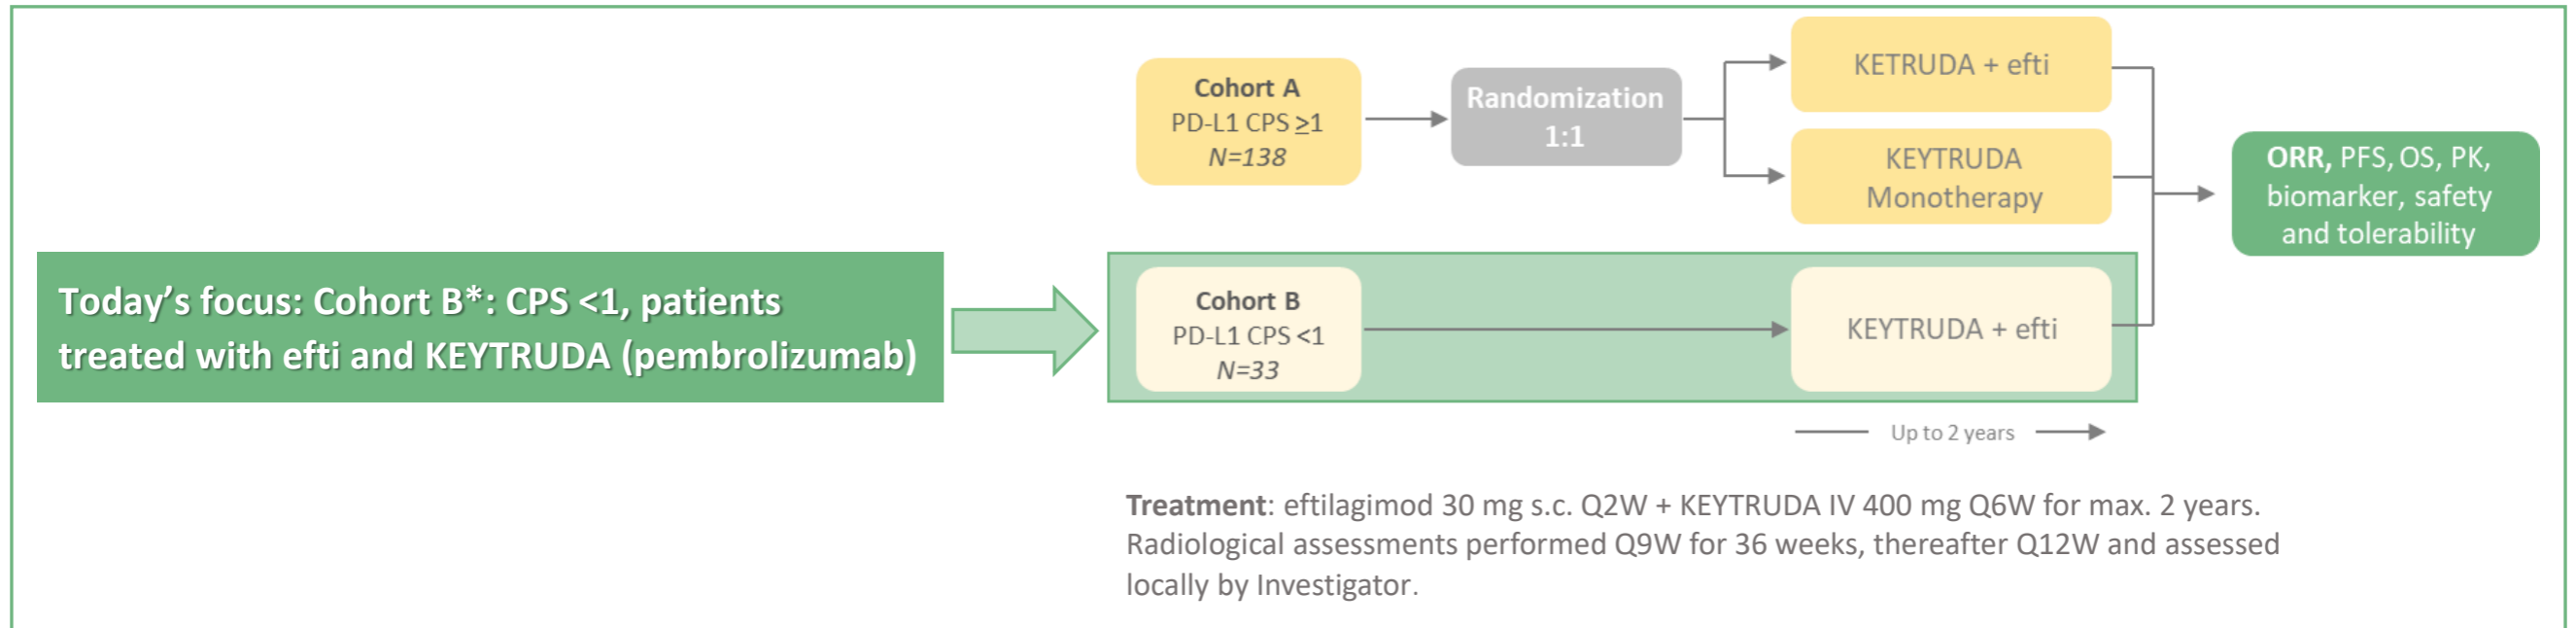 Cohort A
PD-L1 CPS ≥1
N=138
Randomization
1:1
KETRUDA + efti
KEYTRUDA
Monotherapy
ORR, PFS, OS, PK,
biomarker, safety
and tolerability
Today's focus: Cohort B*: CPS <1, patients
treated with efti and KEYTRUDA (pembrolizumab)
Cohort B
PD-L1 CPS <1
N=33
KEYTRUDA + efti
Up to 2 years
Treatment: eftilagimod 30 mg s.c. Q2W + KEYTRUDA IV 400 mg Q6W for max. 2 years.
Radiological assessments performed Q9W for 36 weeks, thereafter Q12W and assessed
locally by Investigator.